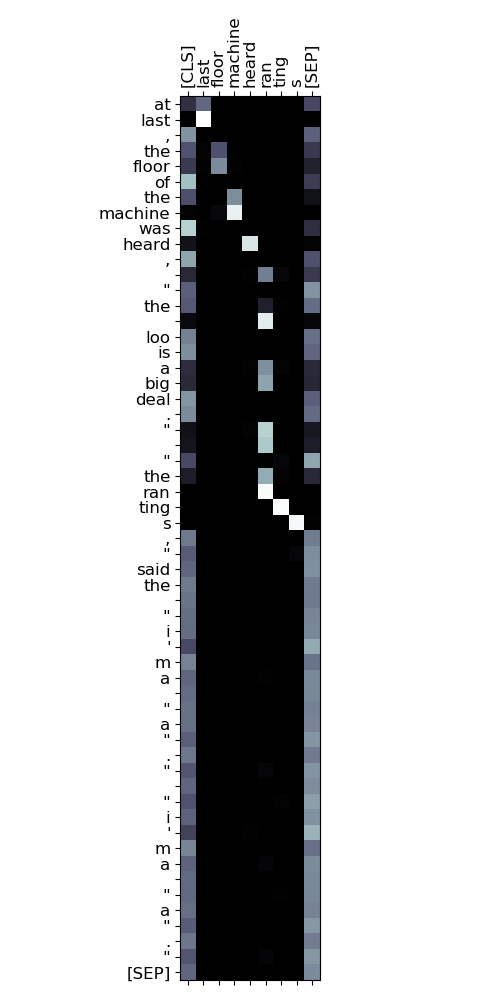 [CLS]
last
floor
machine
heard
ran
ting
s
[SEP]
at
last
,
the
floor
of
the
machine
was
heard
,
"
the
loo
is
a
big
deal
.
"
"
the
ran
ting
s
,
"
said
the
"
i
'
m
a
"
a
"
.
"
"
i
'
m
a
"
a
"
.
"
[SEP]